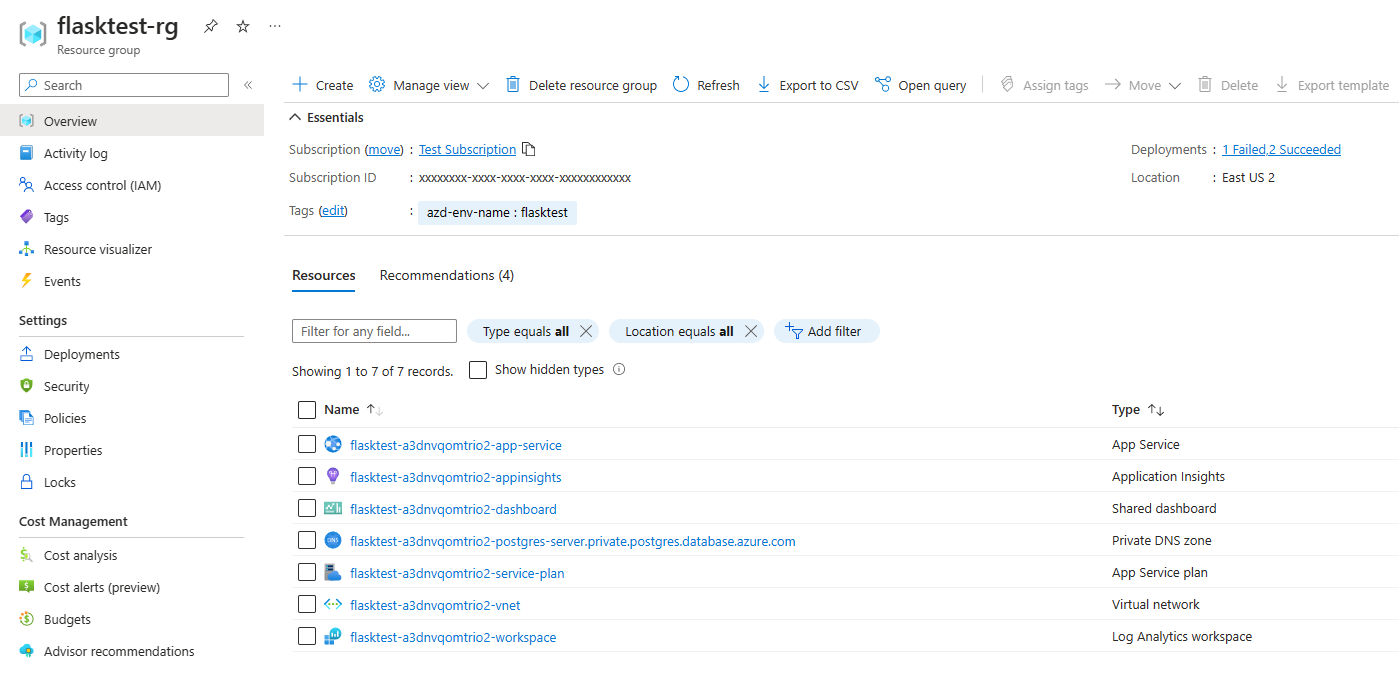 flasktest-rg
Resource group
Search
Overview
Activity log
Access control (IAM)
Tags
Resource visualizer
Events
Settings
Deployments
Security
Policies
Properties
Locks
Cost Management
Cost analysis
Cost alerts (preview)
Budgets
Advisor recommendations
Create Manage view Delete resource group Refresh Export to CSV Open query Assign tags Move Delete Export template
Essentials
Subscription (move) : Test Subscription Deployments : 1 Failed,2 Succeeded
Subscription ID : xxxxxxxx-xxxx-xxxx-xxxx-xxxxxxxxxxxx Location : East US 2
Tags (edit) : azd-env-name : flasktest
Resources Recommendations (4)
Filter for any field... Type equals all Location equals all Add filter
Showing 1 to 7 of 7 records. Show hidden types
Name Type
flasktest-a3dnvqomtrio2-app-service App Service
flasktest-a3dnvqomtrio2-appinsights Application Insights
flasktest-a3dnvqomtrio2-dashboard Shared dashboard
DNS flasktest-a3dnvqomtrio2-postgres-server.private.postgres.database.azure.com Private DNS zone
flasktest-a3dnvqomtrio2-service-plan App Service plan
flasktest-a3dnvqomtrio2-vnet Virtual network
flasktest-a3dnvqomtrio2-workspace Log Analytics workspace